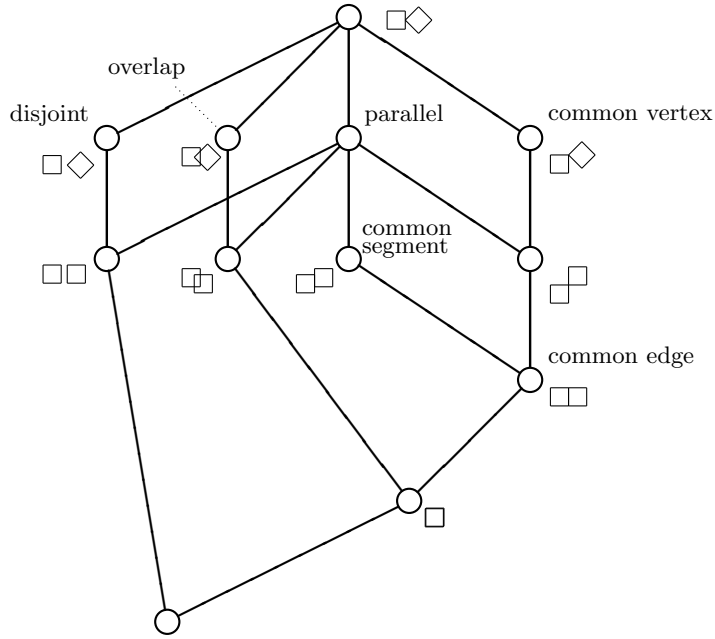 overlap
disjoint
parallel
common vertex
common
segment
common edge